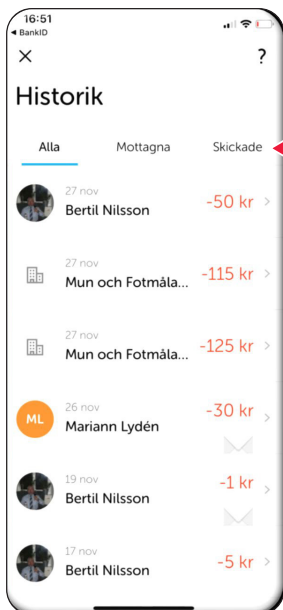 16:51
◀ BankID
?
Historik
Alla Mottagna Skickade
27 nov
Bertil Nilsson -50 kr
27 nov
Mun och Fotmåla... -115 kr
27 nov
Mun och Fotmåla... -125 kr
ML
26 nov
Mariann Lydén -30 kr
19 nov
Bertil Nilsson -1 kr
17 nov
Bertil Nilsson -5 kr